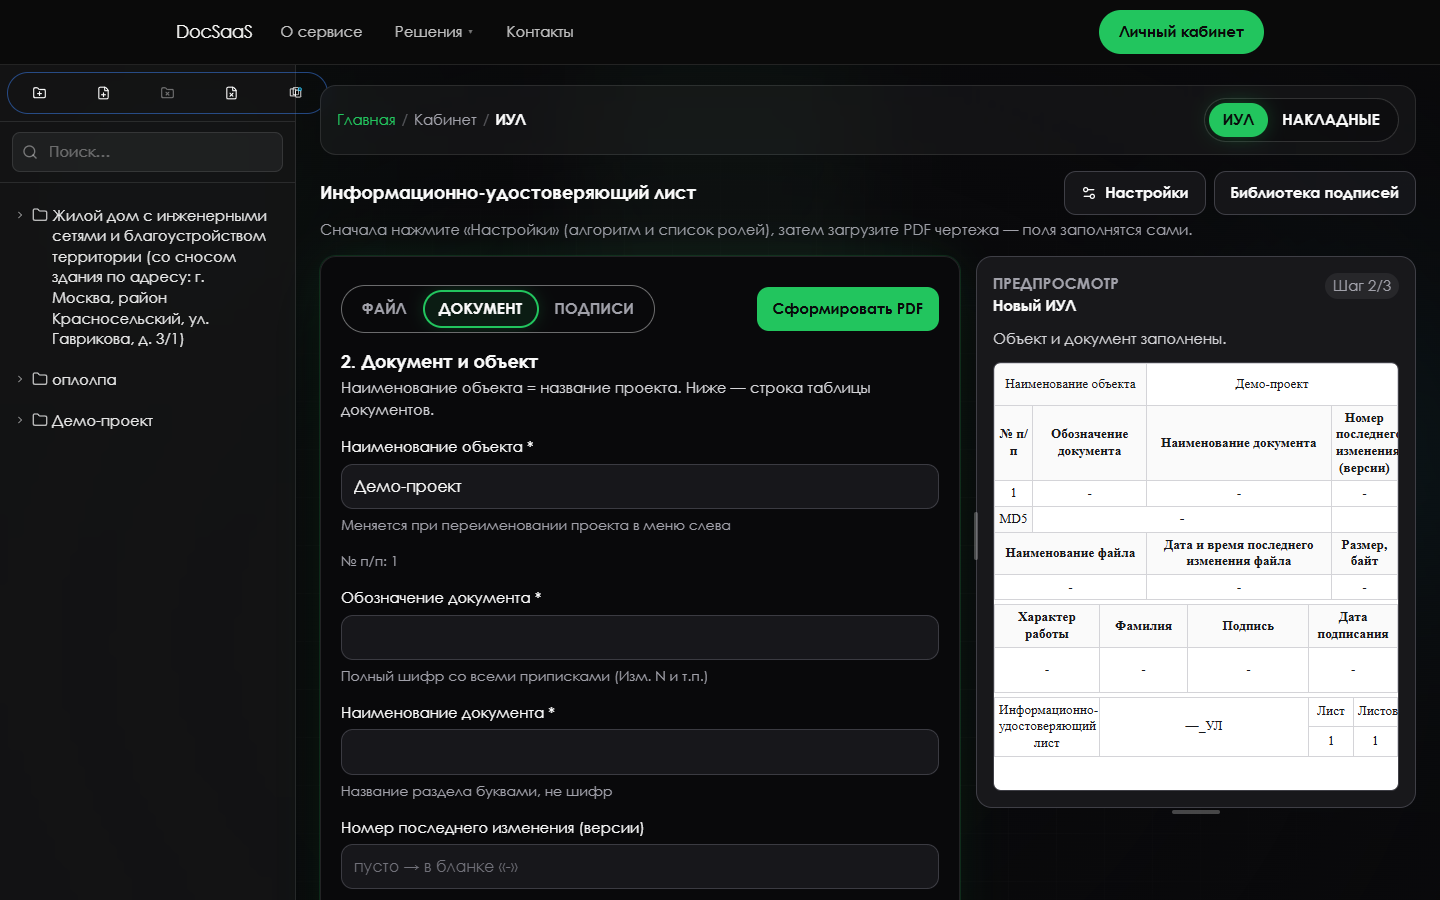 DocSaaS
О сервисе
Решения
Контакты
Личный кабинет
Поиск...
Жилой дом с инженерными
сетями и благоустройством
территории (со сносом
здания по адресу: г.
Москва, район
Красносельский, ул.
Гаврикова, д. 3/1)
оплолпа
Демо-проект
Главная / Кабинет / ИУЛ
ИУЛ
НАКЛАДНЫЕ
Информационно-удостоверяющий лист
Настройки
Библиотека подписей
Сначала нажмите «Настройки» (алгоритм и список ролей), затем загрузите PDF чертежа — поля заполнятся сами.
ФАЙЛ
ДОКУМЕНТ
ПОДПИСИ
Сформировать PDF
2. Документ и объект
Наименование объекта = название проекта. Ниже — строка таблицы
документов.
Наименование объекта *
Демо-проект
Меняется при переименовании проекта в меню слева
№ п/п: 1
Обозначение документа *
Полный шифр со всеми приписками (Изм. N и т.п.)
Наименование документа *
Название раздела буквами, не шифр
Номер последнего изменения (версии)
пусто → в бланке «-»
ПРЕДПРОСМОТР
Шаг 2/3
Новый ИУЛ
Объект и документ заполнены.
Наименование объекта
Демо-проект
№ п/
п
Обозначение
документа
Наименование документа
Номер
последнего
изменения
(версии)
1
-
-
-
MD5
-
Наименование файла
Дата и время последнего
изменения файла
Размер,
байт
-
-
-
Характер
работы
Фамилия
Подпись
Дата
подписания
-
-
-
-
Информационно-
удостоверяющий
лист
—_УЛ
Лист
Листов
1
1